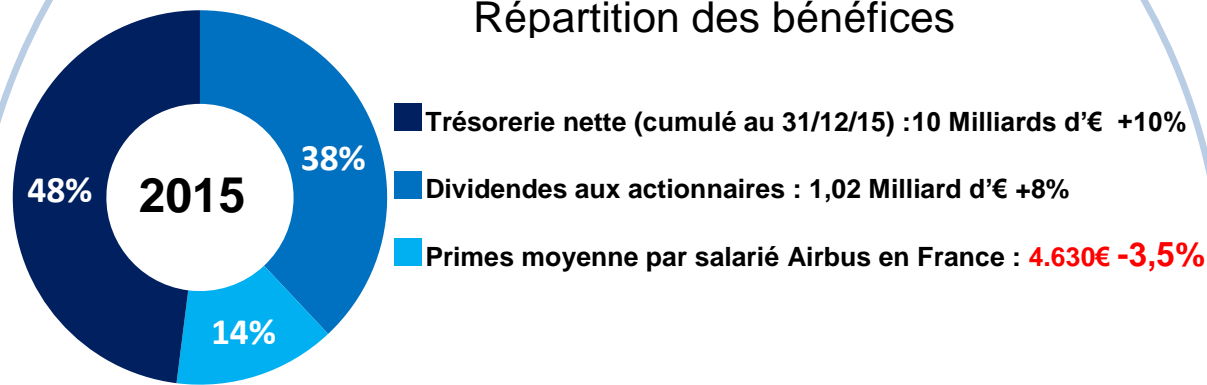 Répartition des bénéfices
48%
2015
38%
14%
Trésorerie nette (cumulé au 31/12/15) :10 Milliards d'€ +10%
Dividendes aux actionnaires : 1,02 Milliard d'€ +8%
Primes moyenne par salarié Airbus en France : 4.630€ -3,5%